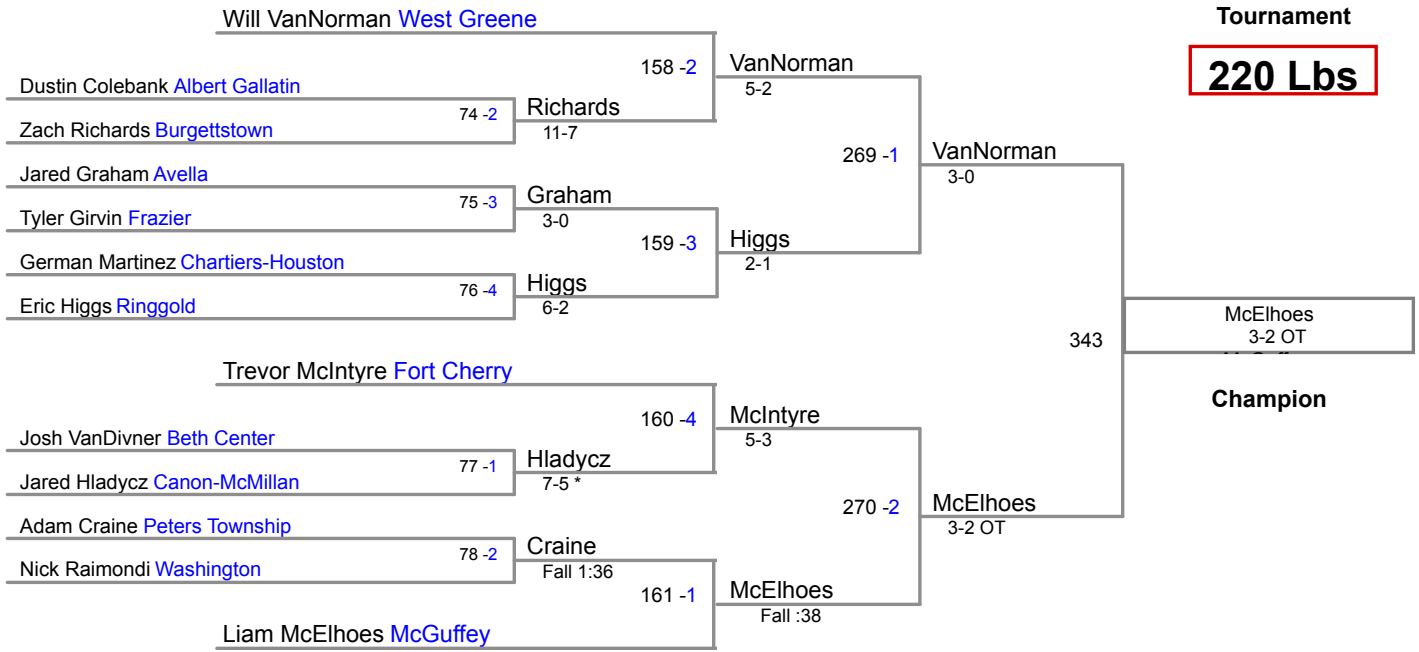 Will VanNorman West Greene
Tournament
220 Lbs
158 -2
VanNorman
5-2
Dustin Colebank Albert Gallatin
74 -2
Richards
11-7
Zach Richards Burgettstown
269 -1
VanNorman
3-0
Jared Graham Avella
75 -3
Graham
3-0
Tyler Girvin Frazier
159 -3
Higgs
2-1
German Martinez Chartiers-Houston
76 -4
Higgs
6-2
Eric Higgs Ringgold
343
McElhoes
3-2 OT
Champion
Trevor McIntyre Fort Cherry
160 -4
McIntyre
5-3
Josh VanDivner Beth Center
77 -1
Hladycz
7-5 *
Jared Hladycz Canon-McMillan
270 -2
McElhoes
3-2 OT
Adam Craine Peters Township
78 -2
Craine
Fall 1:36
Nick Raimondi Washington
161 -1
McElhoes
Fall :38
Liam McElhoes McGuffey